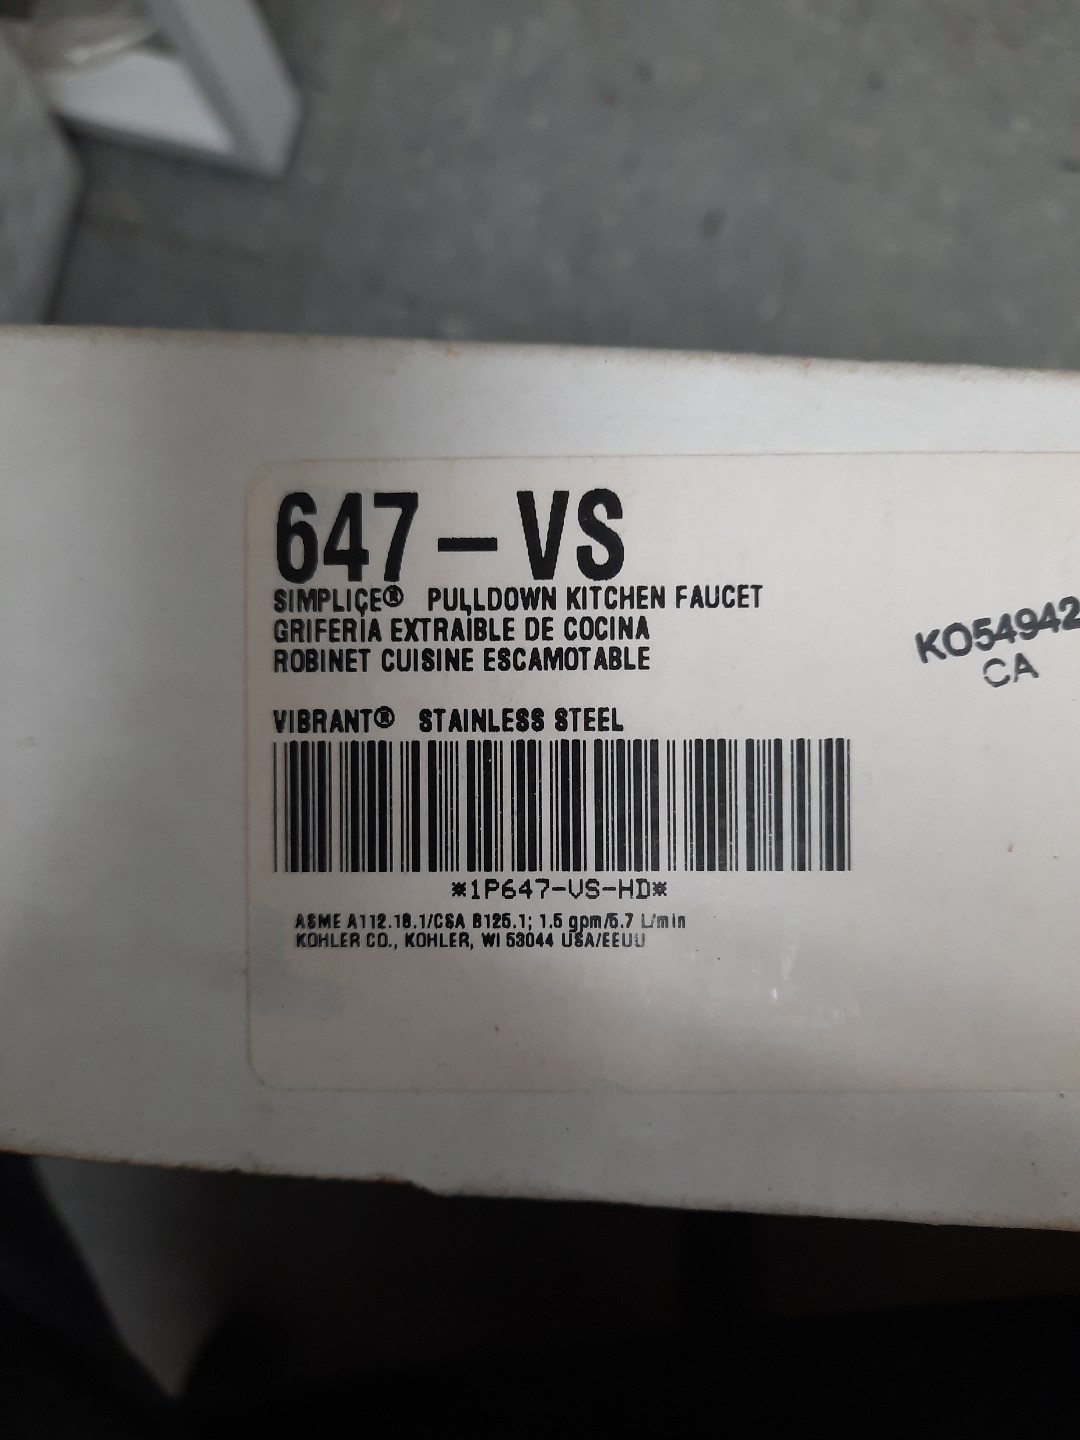 647-VS
SIMPLICE® PULLDOWN KITCHEN FAUCET
GRIFERÍA EXTRAÍBLE DE COCINA
ROBINET CUISINE ESCAMOTABLE
KO54942
CA
VIBRANT® STAINLESS STEEL
*1P647-VS-HD*
ASME A112.18.1/CSA B125.1; 1.5 gpm/5.7 L/min
KOHLER CO., KOHLER, WI 53044 USA/EEUU